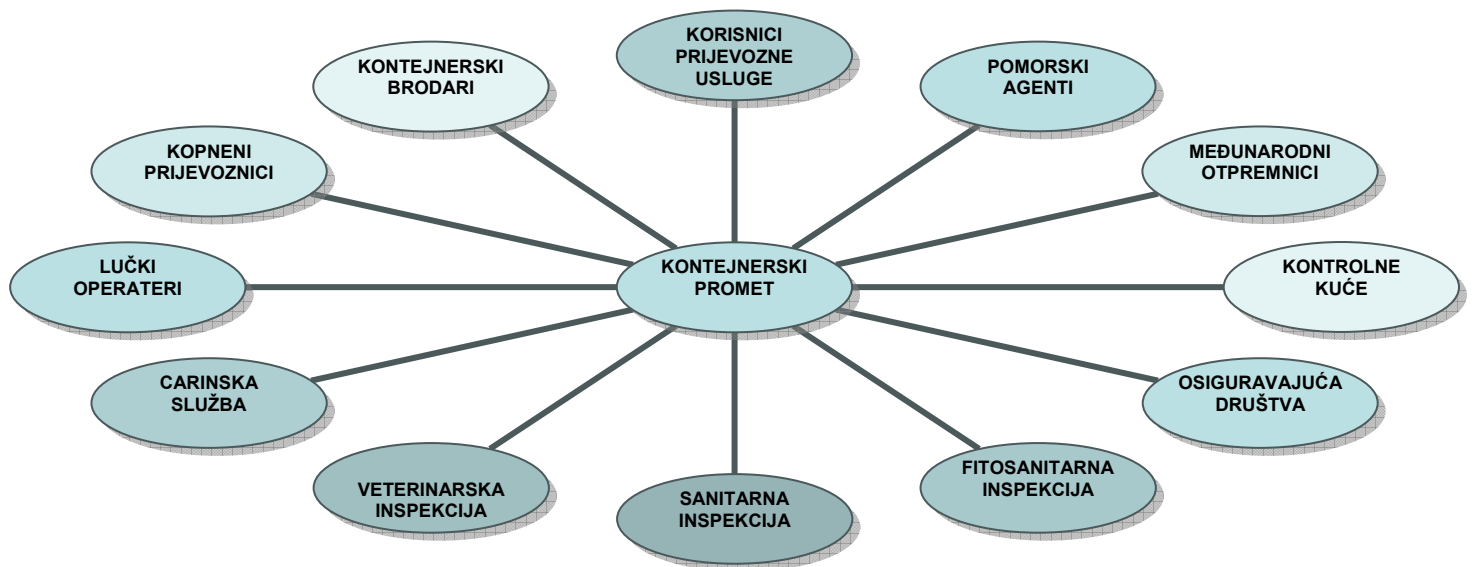 KORISNICI
PRIJEVOZNE
USLUGE
KONTEJNERSKI
BRODARI
POMORSKI
AGENTI
KOPNENI
PRIJEVOZNICI
MEĐUNARODNI
OTPREMNICI
LUČKI
OPERATERI
KONTEJNERSKI
PROMET
KONTROLNE
KUĆE
CARINSKA
SLUŽBA
OSIGURAVAJUĆA
DRUŠTVA
VETERINARSKA
INSPEKCIJA
SANITARNA
INSPEKCIJA
FITOSANITARNA
INSPEKCIJA